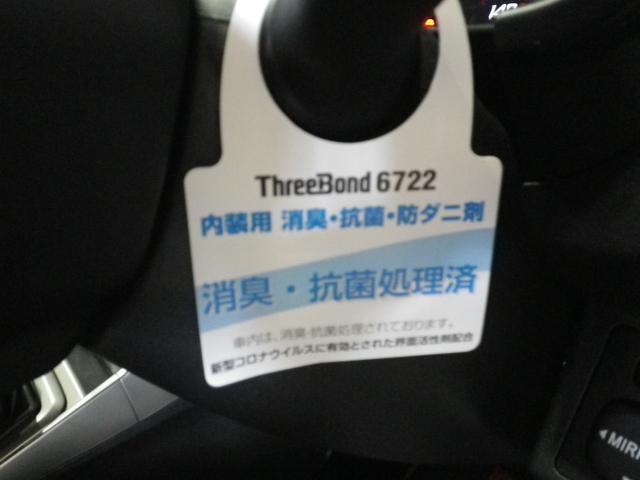 ThreeBond 6722
内装用 消臭・抗菌・防ダニ剤
消臭・抗菌処理済
車内は、消臭・抗菌処理されております。
新型コロナウイルスに有効とされた界面活性剤配合
◀MIRR